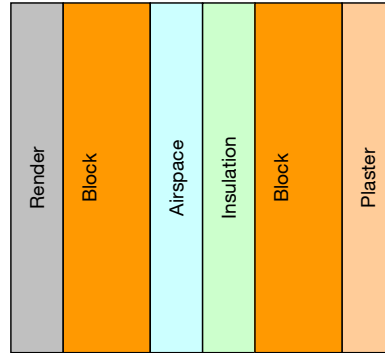 Render
Block
Airspace
Insulation
Block
Plaster